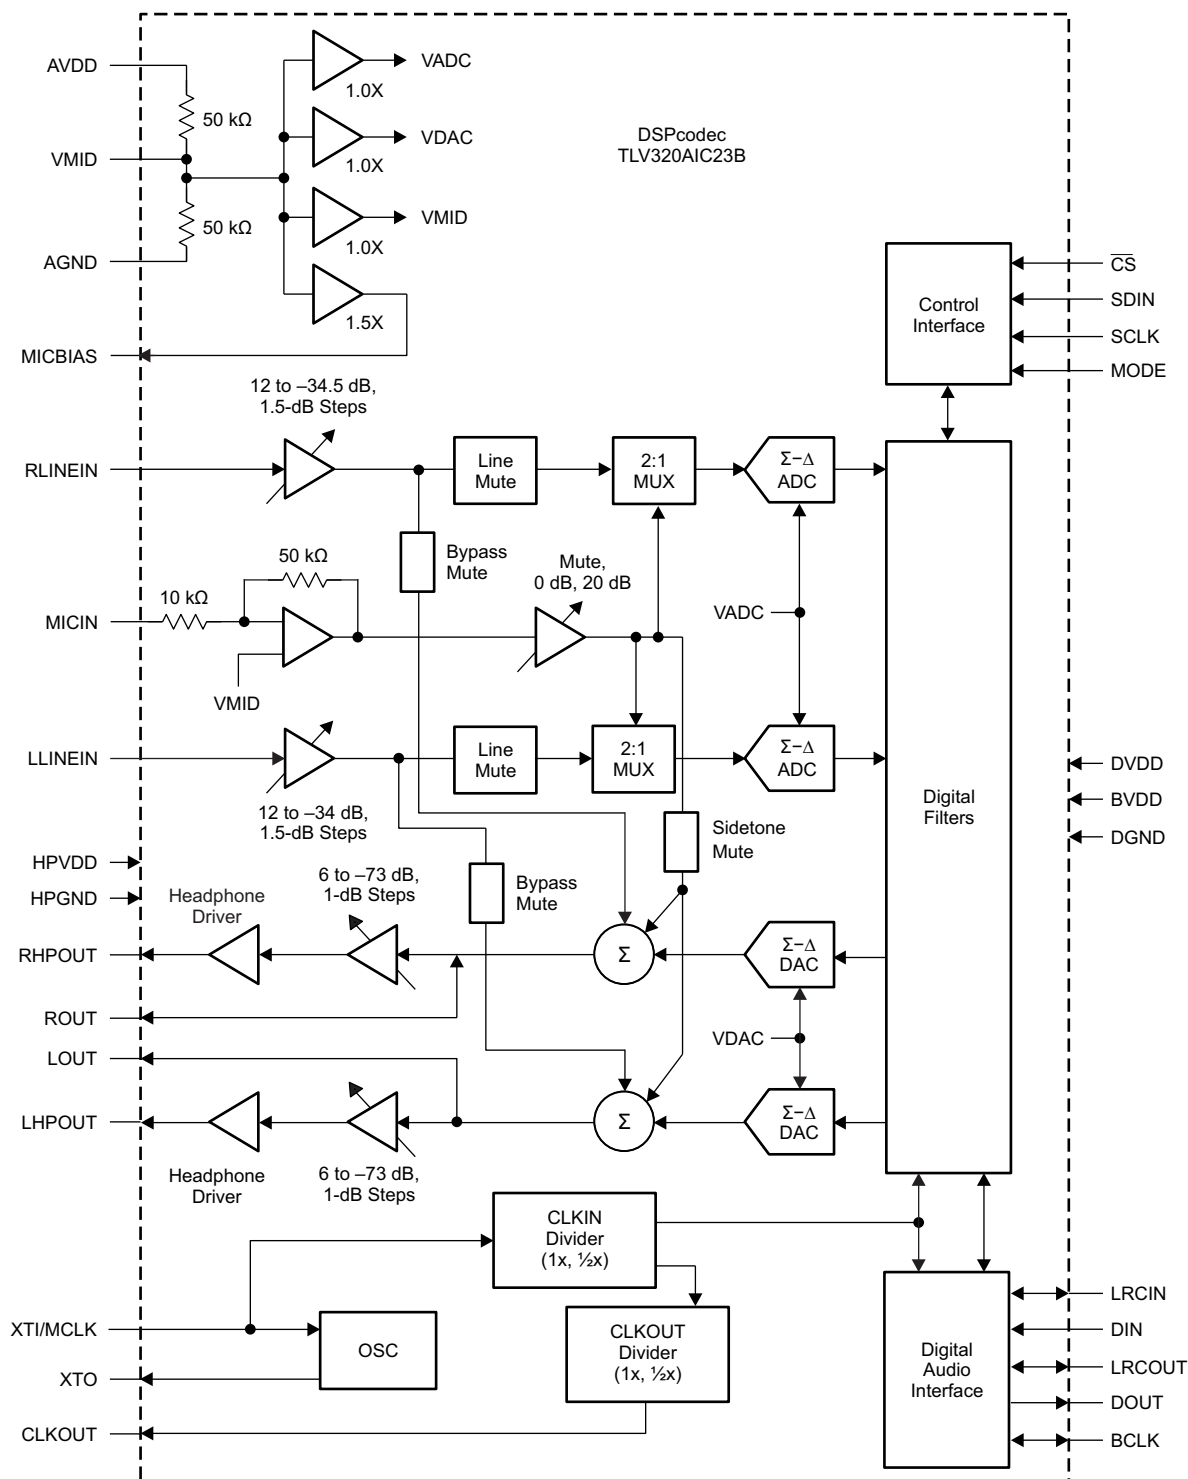 AVDD
50 kΩ
VMID
50 kΩ
AGND
1.0X
VADC
1.0X
VDAC
1.0X
VMID
1.5X
MICBIAS
DSPcodec
TLV320AIC23B
Control
Interface
CS
SDIN
SCLK
MODE
12 to –34.5 dB,
1.5-dB Steps
RLINEIN
Line
Mute
2:1
MUX
Σ−Δ
ADC
Bypass
Mute
50 kΩ
10 kΩ
MICIN
VMID
Mute,
0 dB, 20 dB
VADC
LLINEIN
Line
Mute
2:1
MUX
Σ−Δ
ADC
12 to –34 dB,
1.5-dB Steps
Digital
Filters
DVDD
BVDD
DGND
Sidetone
Mute
HPVDD
HPGND
Headphone
Driver
6 to –73 dB,
1-dB Steps
Bypass
Mute
RHPOUT
Σ
Σ−Δ
DAC
ROUT
LOUT
VDAC
LHPOUT
Σ
Σ−Δ
DAC
Headphone
Driver
6 to –73 dB,
1-dB Steps
CLKIN
Divider
(1x, ½x)
XTI/MCLK
OSC
CLKOUT
Divider
(1x, ½x)
XTO
CLKOUT
Digital
Audio
Interface
LRCIN
DIN
LRCOUT
DOUT
BCLK